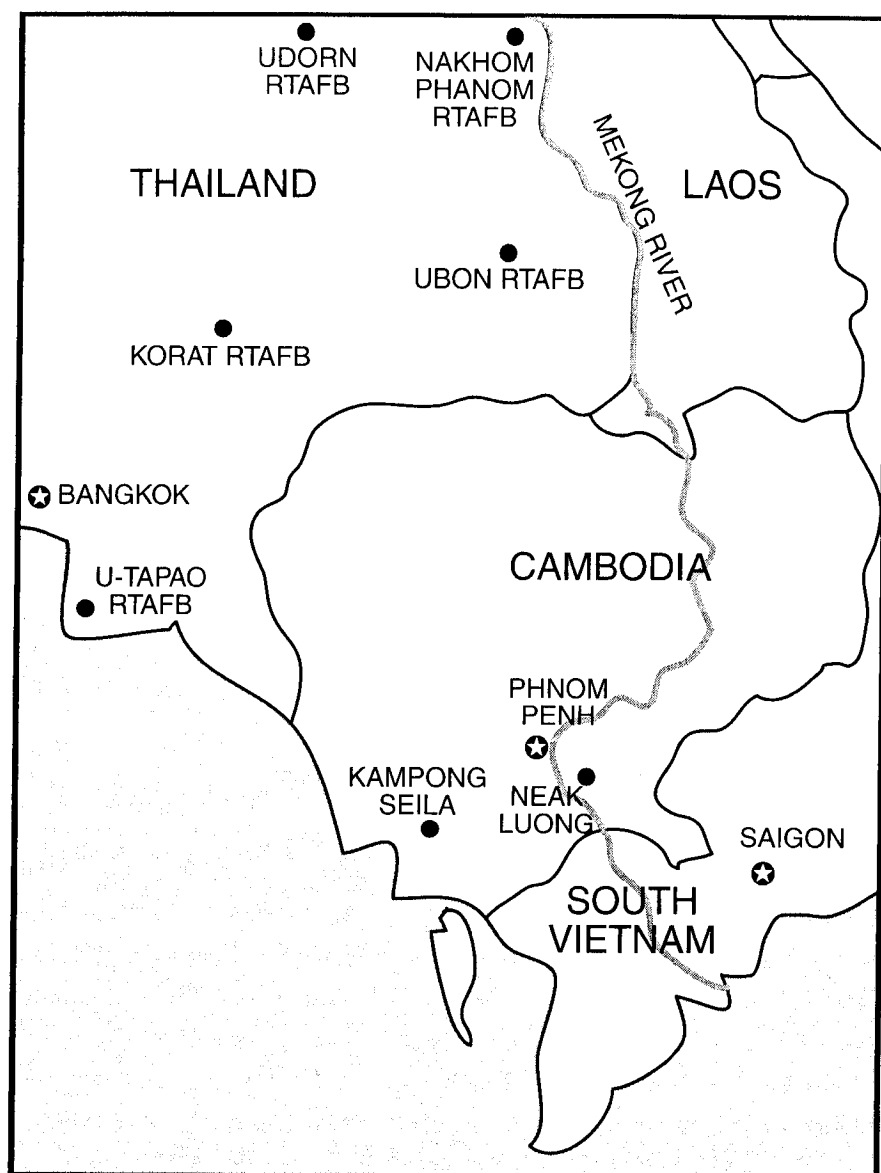 UDORN
RTAFB
NAKHOM
PHANOM
RTAFB
MEKONG RIVER
THAILAND
LAOS
UBON RTAFB
KORAT RTAFB
BANGKOK
U-TAPAO
RTAFB
CAMBODIA
PHNOM
PENH
KAMPONG
SEILA
NEAK
LUONG
SAIGON
SOUTH
VIETNAM